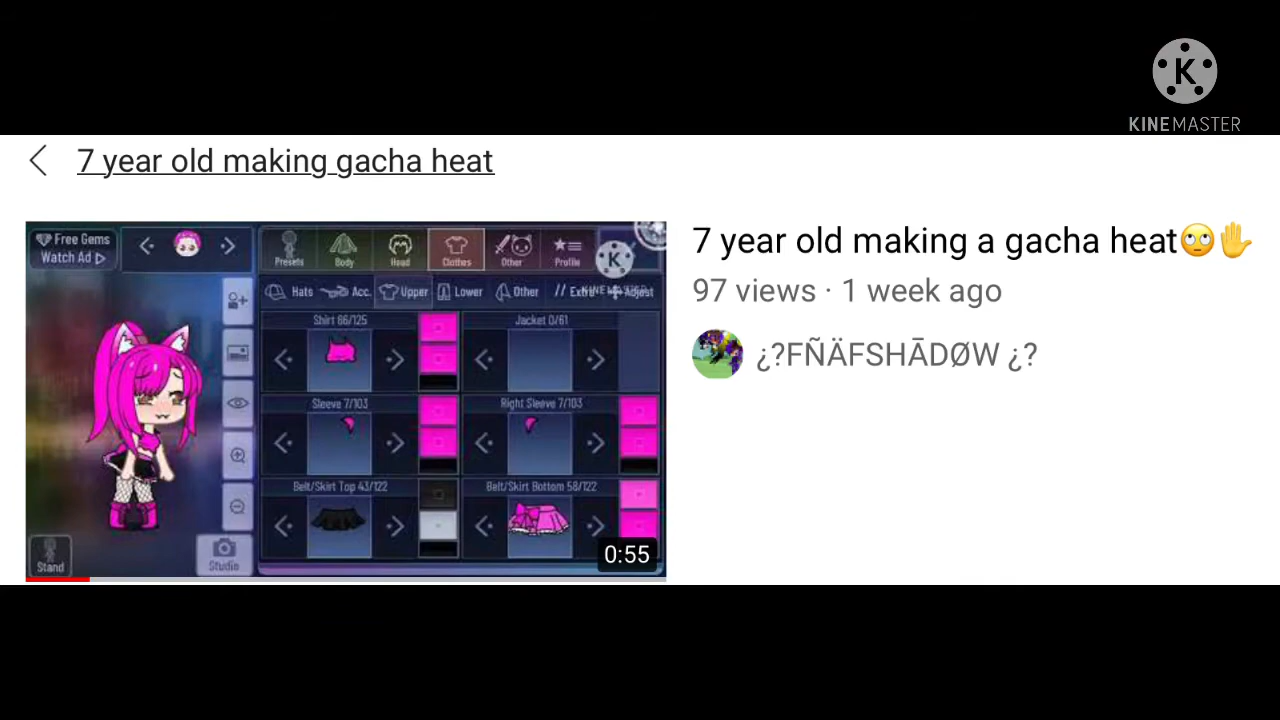 K
KINEMASTER
7 year old making gacha heat
Free Gems
Watch Ad
Presets
Body
Head
Clothes
Other
Profile
K
Hats
Acc.
Upper
Lower
Other
Extra
Adjust
Shirt 66/125
Jacket 0/61
Sleeve 7/103
Right Sleeve 7/103
Belt/Skirt Top 43/122
Belt/Skirt Bottom 58/122
Stand
Studio
0:55
7 year old making a gacha heat🙄✋
97 views · 1 week ago
¿?FÑÄFSHĀDØW ¿?